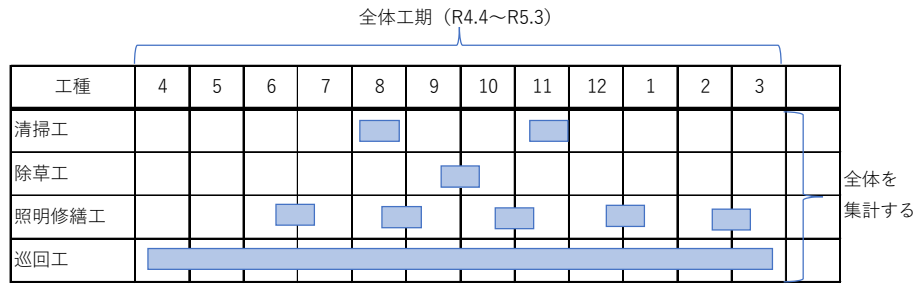 全体工期（R4.4～R5.3）
工種 4 5 6 7 8 9 10 11 12 1 2 3
清掃工
除草工
照明修繕工
巡回工
全体を
集計する